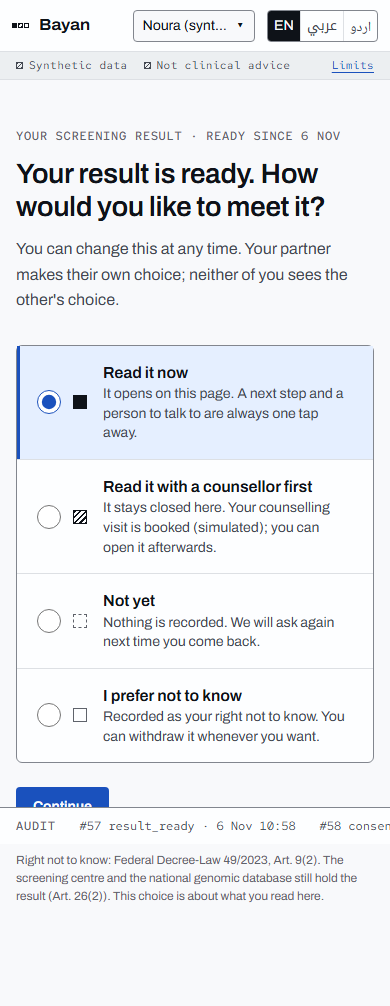 Bayan
Noura (synt...
EN عربي اردو
Synthetic data Not clinical advice Limits
YOUR SCREENING RESULT · READY SINCE 6 NOV
Your result is ready. How
would you like to meet it?
You can change this at any time. Your partner
makes their own choice; neither of you sees the
other's choice.
Read it now
It opens on this page. A next step and a
person to talk to are always one tap
away.
Read it with a counsellor first
It stays closed here. Your counselling
visit is booked (simulated); you can
open it afterwards.
Not yet
Nothing is recorded. We will ask again
next time you come back.
I prefer not to know
Recorded as your right not to know. You
can withdraw it whenever you want.
Continue
AUDIT #57 result_ready · 6 Nov 10:58 #58 consen
Right not to know: Federal Decree-Law 49/2023, Art. 9(2). The
screening centre and the national genomic database still hold the
result (Art. 26(2)). This choice is about what you read here.